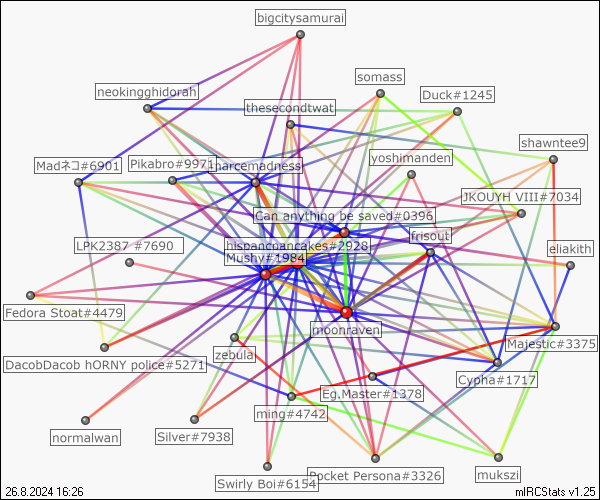 bigcitysamurai
somass
neokingghidorah
Duck#1245
thesecondtwat
shawntee9
yoshimanden
Madネコ#6901
Pikabro#9971
narcemadness
JKOUYH VIII#7034
Can anything be saved#0396
frisout
LPK2387 #7690
hispanchancakes#2928
eliakith
Mushy#1984
Fedora Stoat#4479
moonraven
Majestic#3375
zebula
DacobDacob hORNY police#5271
Cypha#1717
Eg.Master#1378
ming#4742
normalwan
Silver#7938
Swirly Boi#6154
Pocket Persona#3326
mukszi
26.8.2024 16:26
mIRCStats v1.25